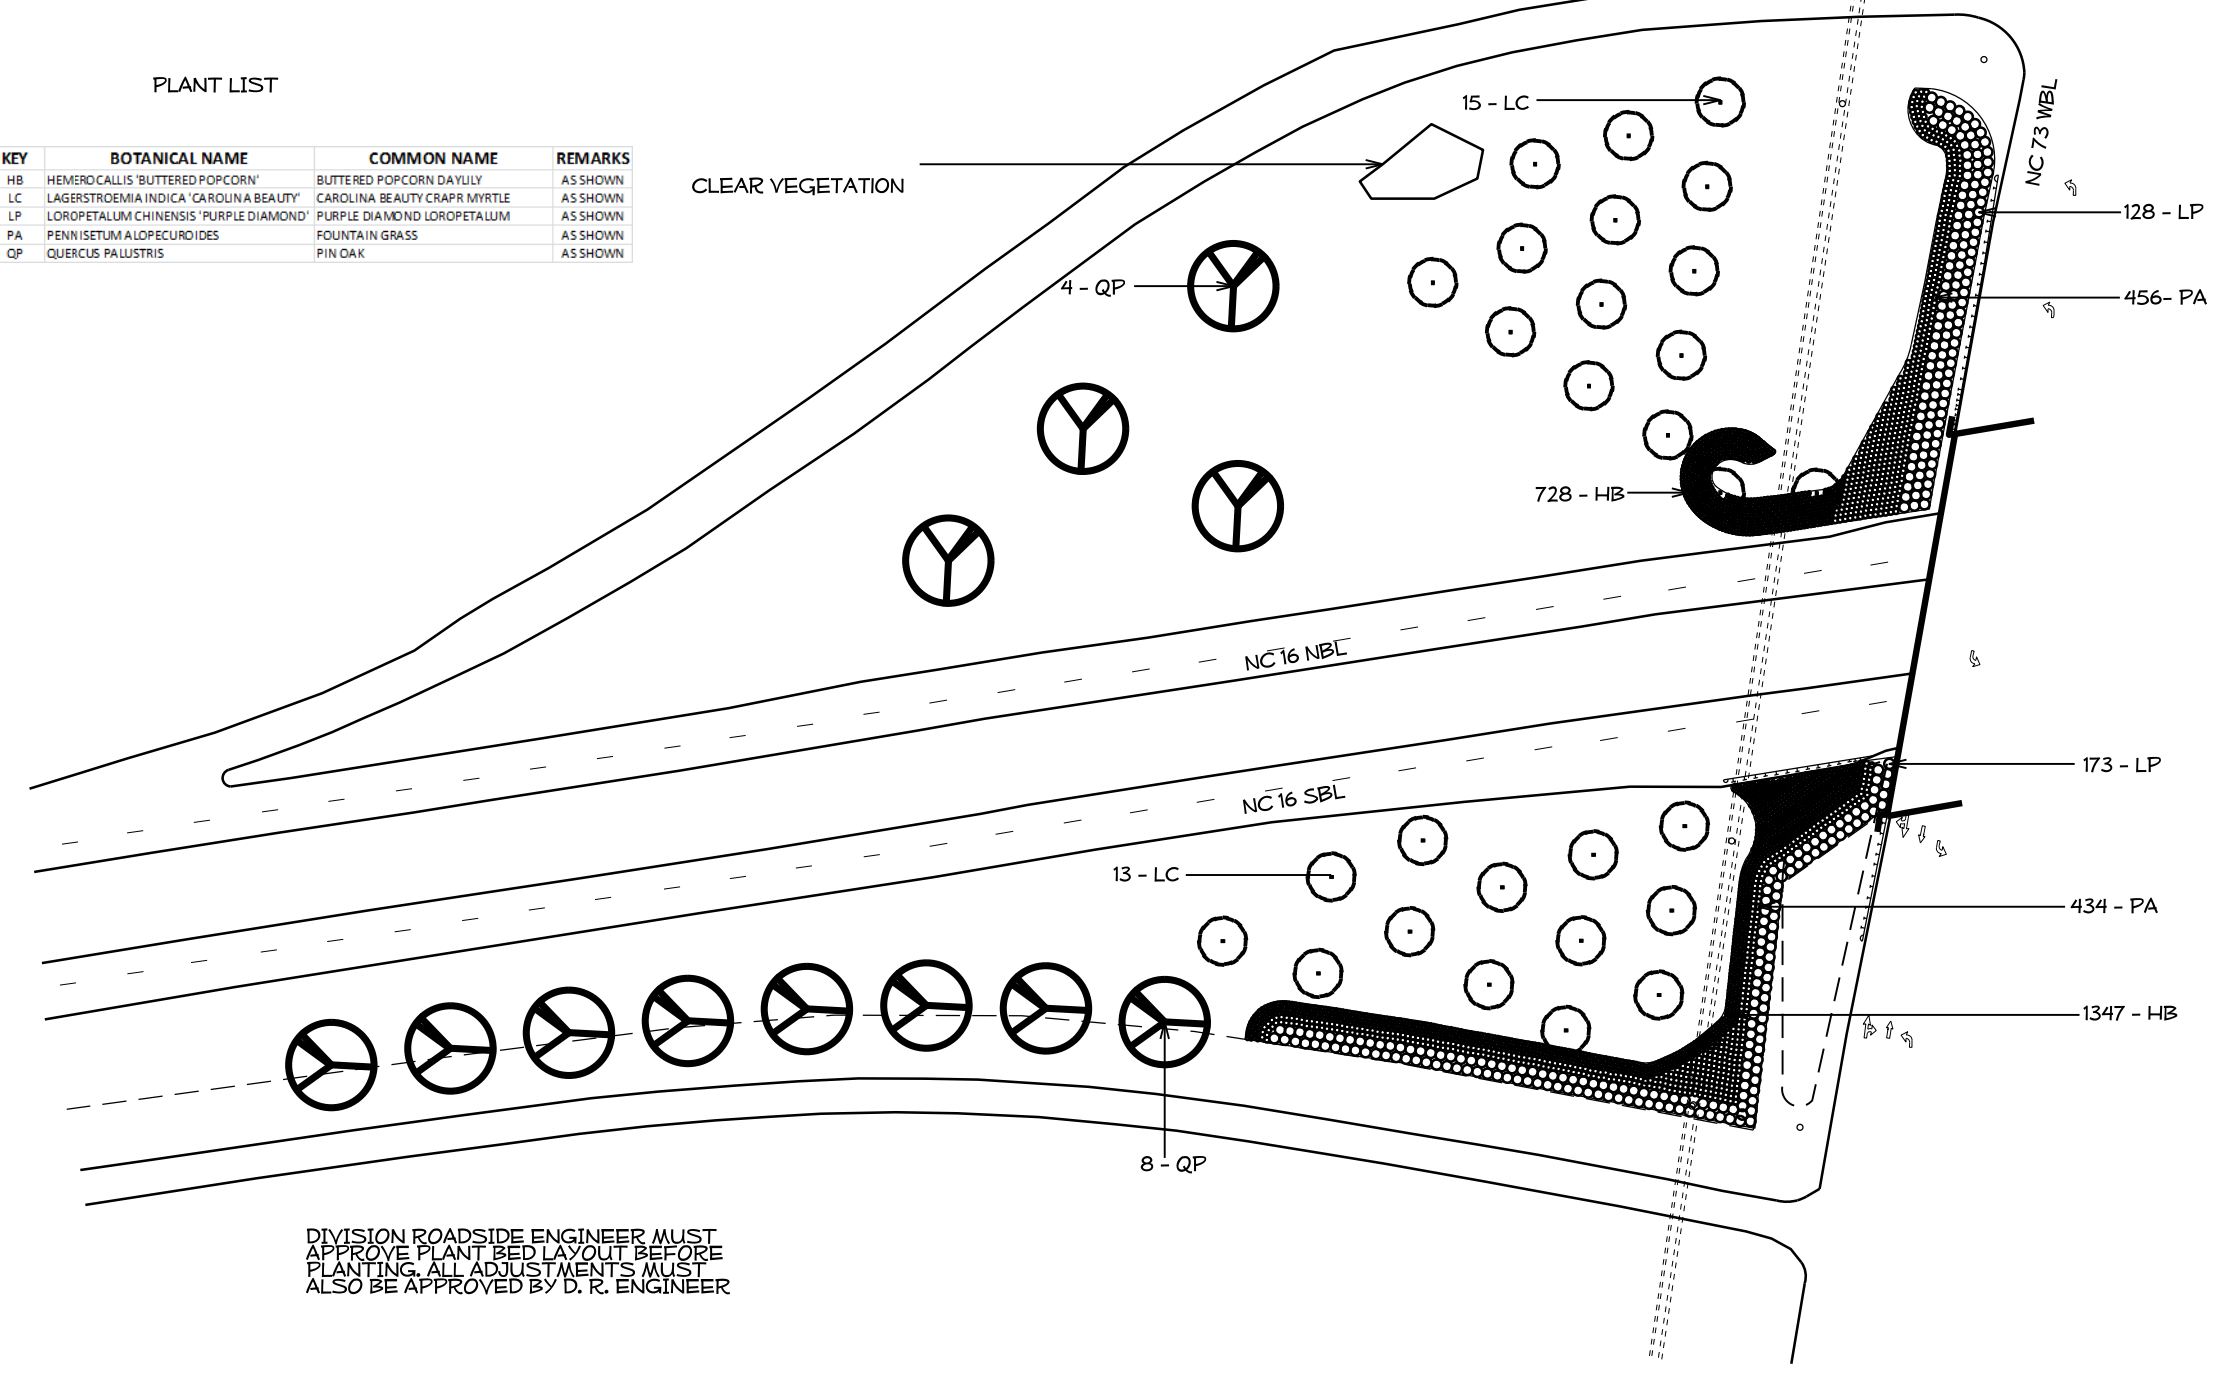 PLANT LIST
KEY BOTANICAL NAME COMMON NAME REMARKS
HB HEMEROCALLIS 'BUTTERED POPCORN' BUTTERED POPCORN DAYLILY AS SHOWN
LC LAGERSTROEMIA INDICA 'CAROLINA BEAUTY' CAROLINA BEAUTY CRAPR MYRTLE AS SHOWN
LP LOROPETALUM CHINENSIS 'PURPLE DIAMOND' PURPLE DIAMOND LOROPETALUM AS SHOWN
PA PENNISETUM ALOPECUROIDES FOUNTAIN GRASS AS SHOWN
QP QUERCUS PALUSTRIS PIN OAK AS SHOWN
15 - LC
NC 73 WBL
CLEAR VEGETATION
128 - LP
4 - QP
456- PA
728 - HB
NC 16 NBL
173 - LP
NC 16 SBL
13 - LC
434 - PA
1347 - HB
8 - QP
DIVISION ROADSIDE ENGINEER MUST
APPROVE PLANT BED LAYOUT BEFORE
PLANTING. ALL ADJUSTMENTS MUST
ALSO BE APPROVED BY D. R. ENGINEER